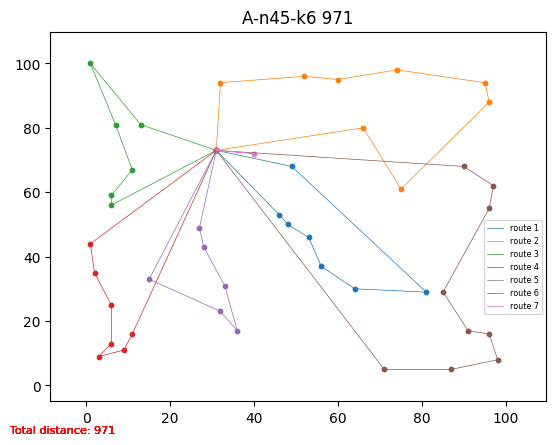 A-n45-k6 971
100
80
60
40
20
0
route 1
route 2
route 3
route 4
route 5
route 6
route 7
0 20 40 60 80 100
Total distance: 971